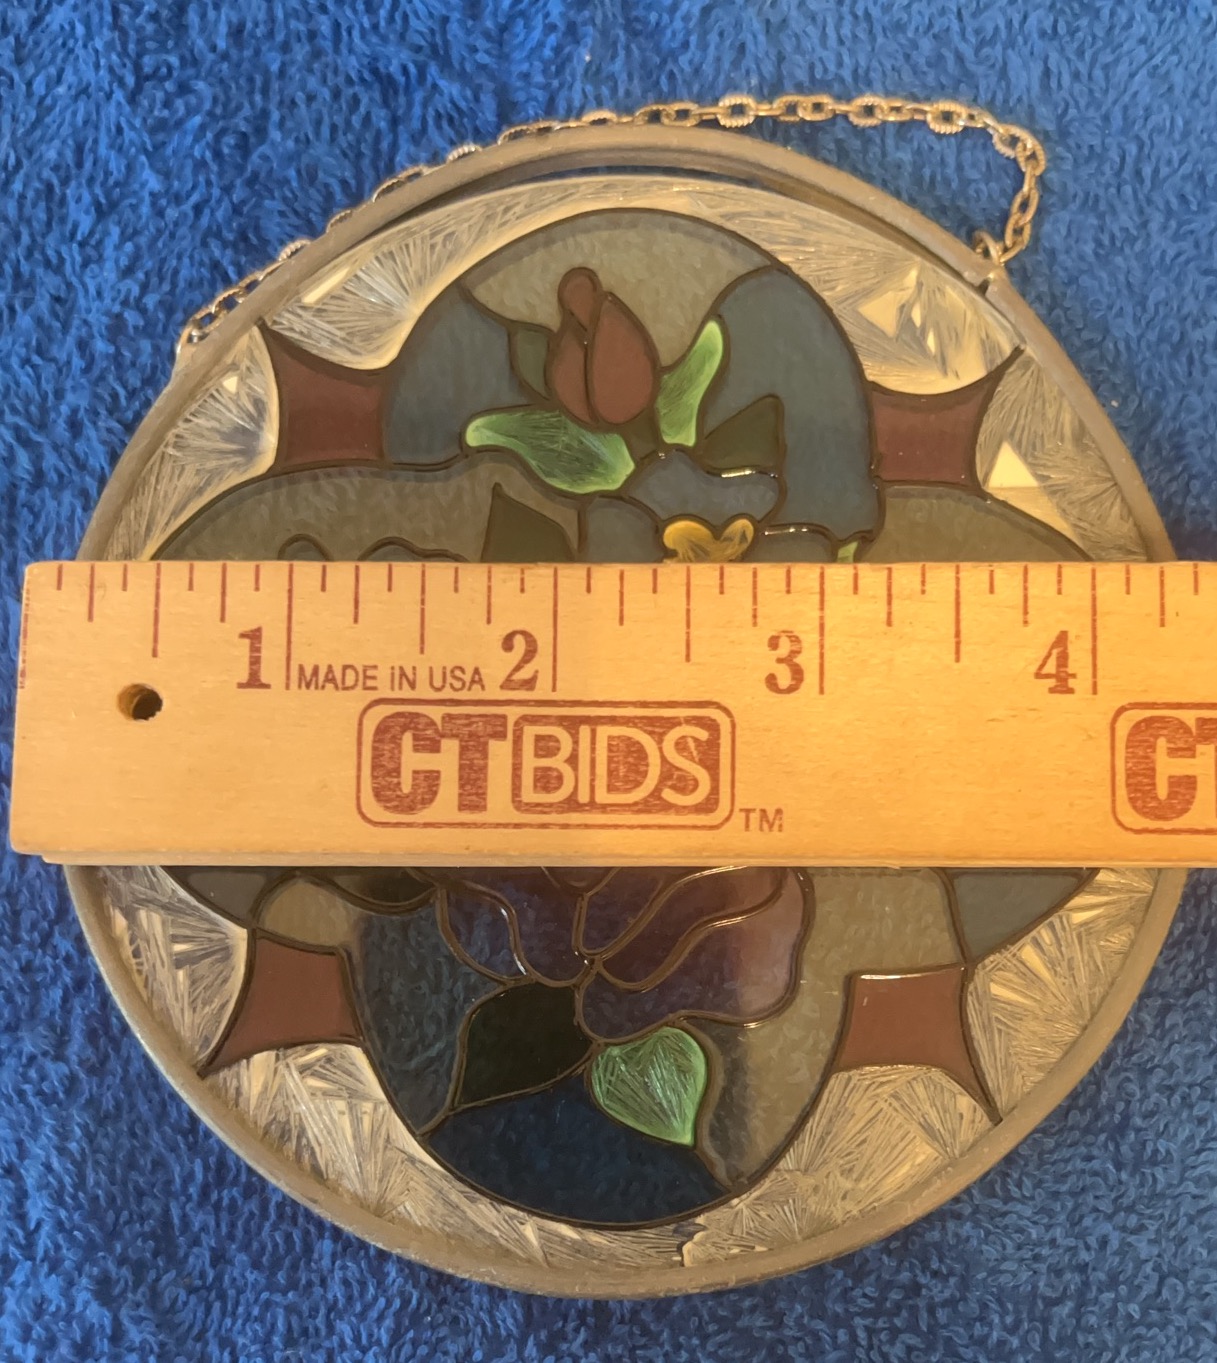 1 2 3 4
MADE IN USA
CTBIDS CT
TM